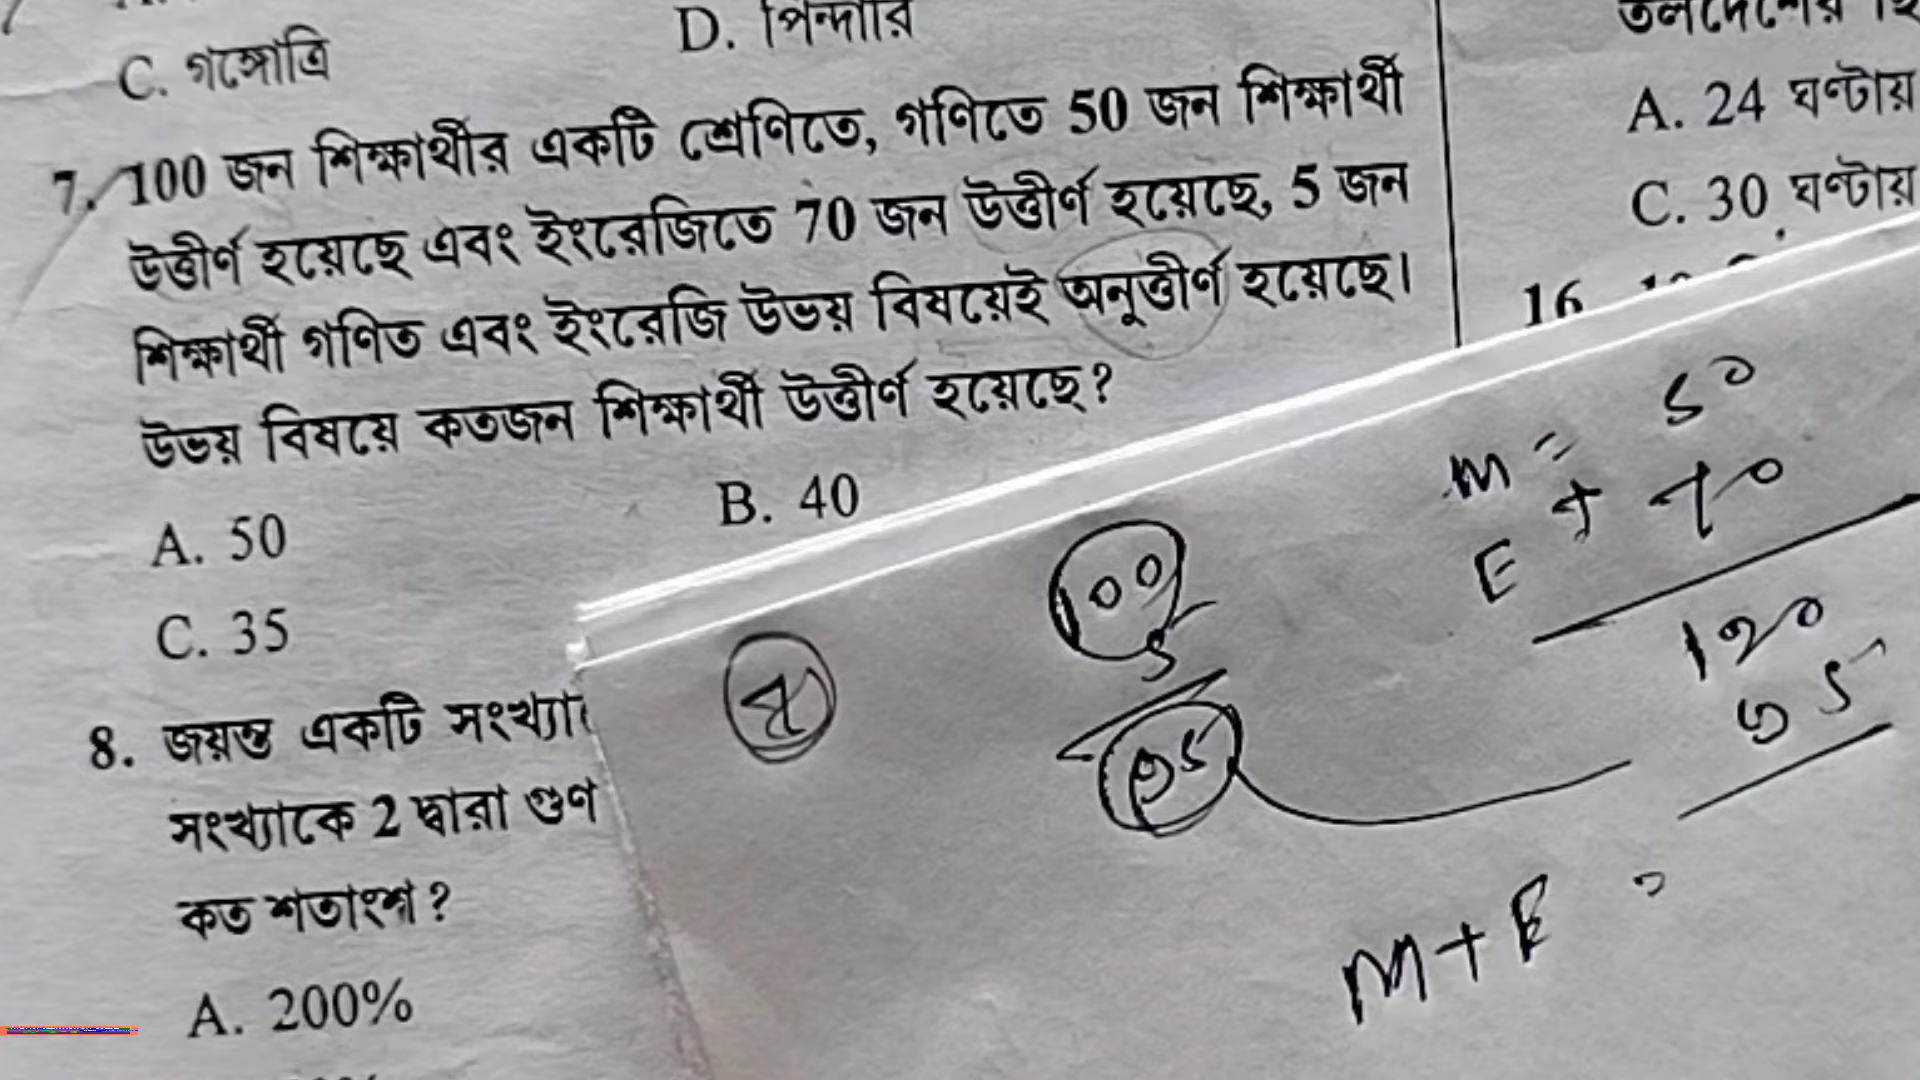 C. গঙ্গোত্রি
D. পিন্দারি
7. 100 জন শিক্ষার্থীর একটি শ্রেণিতে, গণিতে 50 জন শিক্ষার্থী
উত্তীর্ণ হয়েছে এবং ইংরেজিতে 70 জন উত্তীর্ণ হয়েছে, 5 জন
শিক্ষার্থী গণিত এবং ইংরেজি উভয় বিষয়েই অনুত্তীর্ণ হয়েছে।
উভয় বিষয়ে কতজন শিক্ষার্থী উত্তীর্ণ হয়েছে?
A. 50
B. 40
C. 35
8. জয়ন্ত একটি
সংখ্যাকে 2 দ্বারা গুণ
কত শতাংশ?
A. 200%
A. 24 ঘণ্টায়
C. 30 ঘণ্টায়
16
M = 50
E + 70
120
95
100
5
95
M + E =